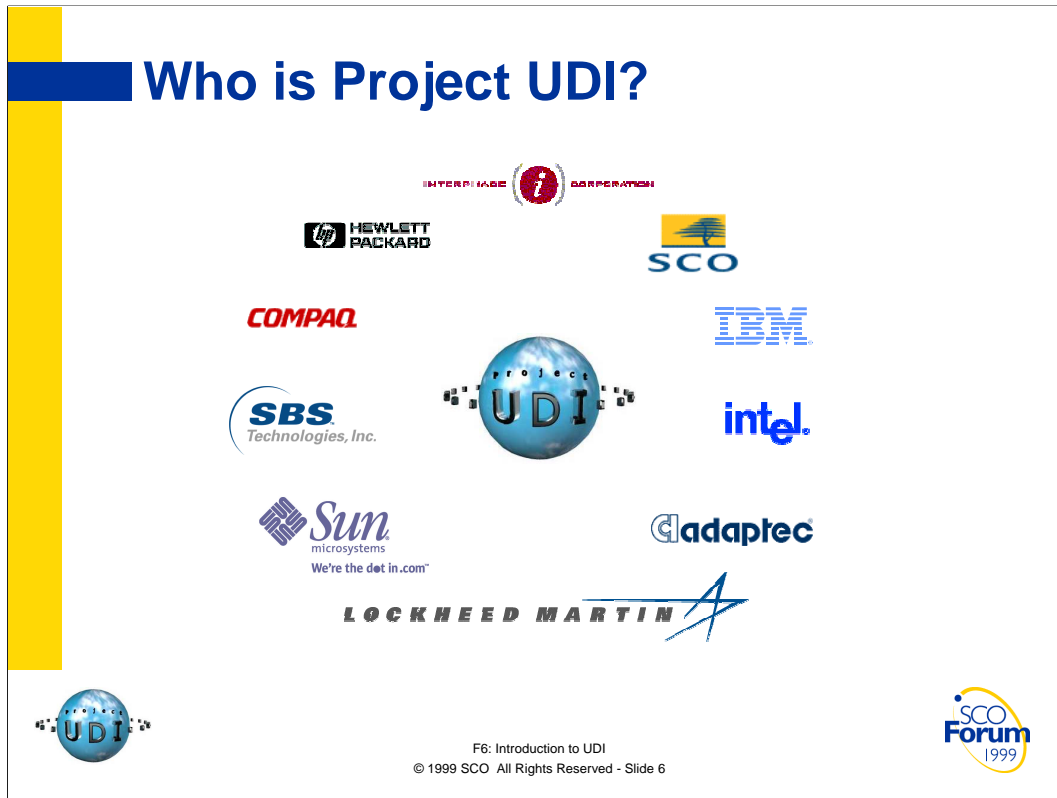 Who is Project UDI?
INTERPHASE i CORPORATION
hp HEWLETT
PACKARD
SCO
COMPAQ
IBM®
project
UDI
SBS
Technologies, Inc.
intel®
Sun
microsystems
We're the dot in .com™
adaptec®
LOCKHEED MARTIN
project
UDI
F6: Introduction to UDI
© 1999 SCO All Rights Reserved - Slide 6
SCO
Forum
1999